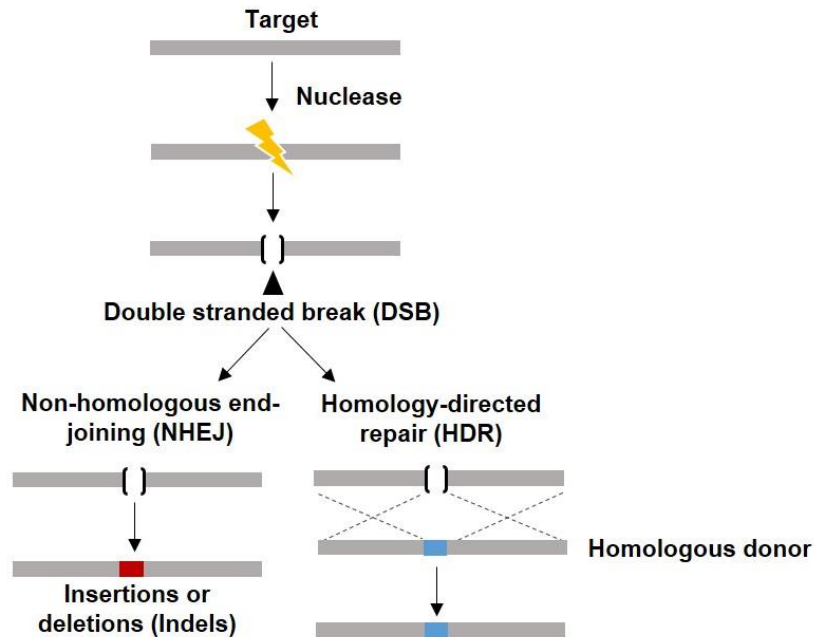 Target
Nuclease
Double stranded break (DSB)
Non-homologous end-
joining (NHEJ)
Homology-directed
repair (HDR)
Homologous donor
Insertions or
deletions (Indels)